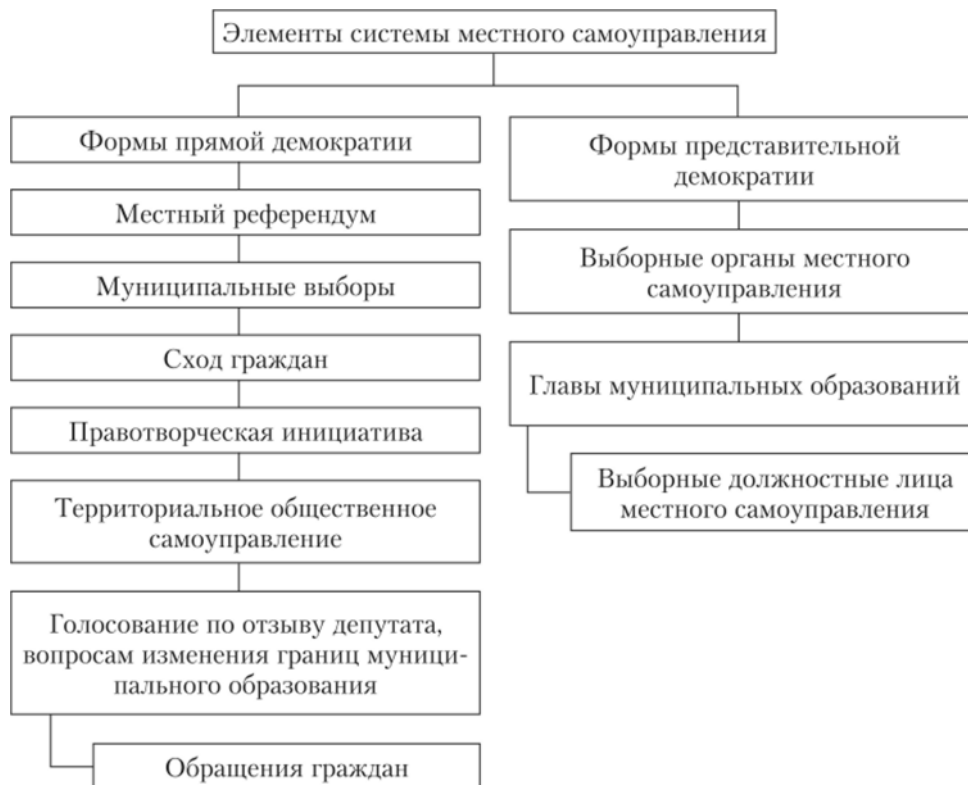 Элементы системы местного самоуправления
Формы прямой демократии
Местный референдум
Муниципальные выборы
Сход граждан
Правотворческая инициатива
Территориальное общественное
самоуправление
Голосование по отзыву депутата,
вопросам изменения границ муници-
пального образования
Обращения граждан
Формы представительной
демократии
Выборные органы местного
самоуправления
Главы муниципальных образований
Выборные должностные лица
местного самоуправления